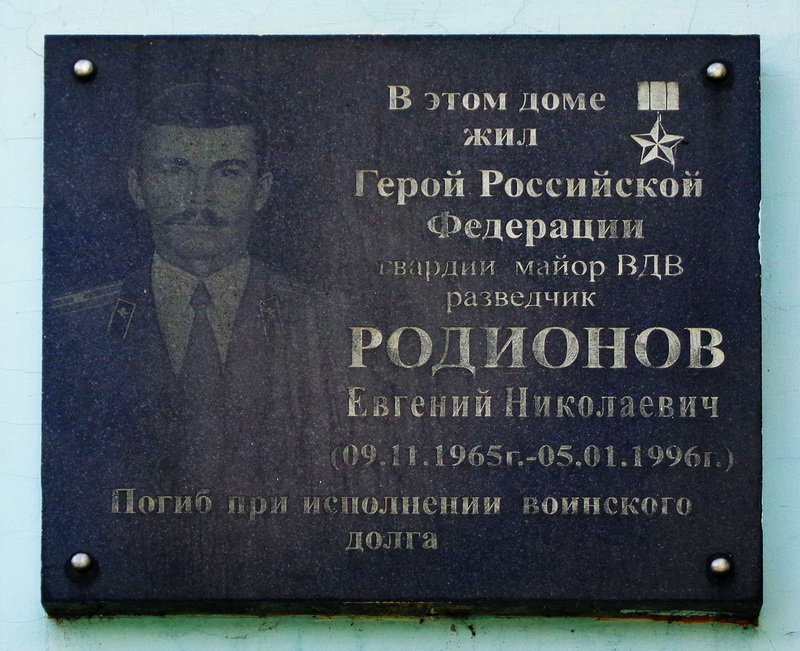 В этом доме
жил
Герой Российской
Федерации
гвардии майор ВДВ
разведчик
РОДИОНОВ
Евгений Николаевич
(09.11.1965г.-05.01.1996г.)
Погиб при исполнении воинского
долга